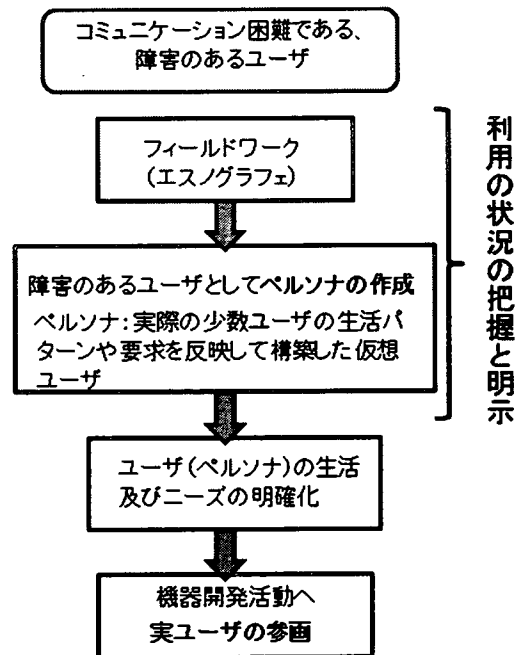 コミュニケーション困難である、
障害のあるユーザ
フィールドワーク
(エスノグラフェ)
障害のあるユーザとしてペルソナの作成
ペルソナ:実際の少数ユーザの生活パ
ターンや要求を反映して構築した仮想
ユーザ
ユーザ(ペルソナ)の生活
及びニーズの明確化
機器開発活動へ
実ユーザの参画
利用の状況の把握と明示